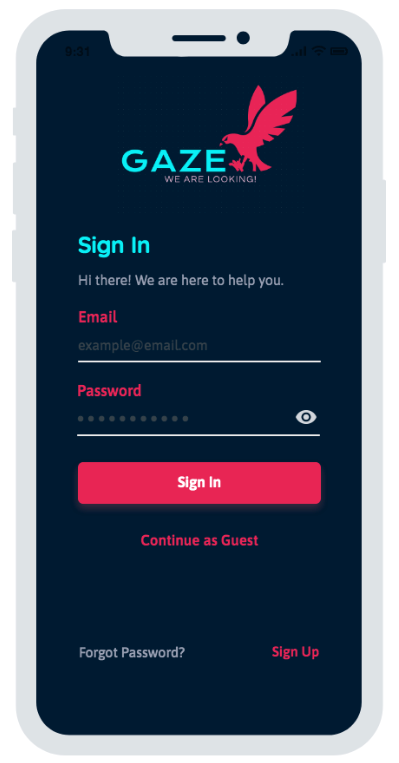 9:31
GAZE
WE ARE LOOKING!
Sign In
Hi there! We are here to help you.
Email
example@email.com
Password
Sign In
Continue as Guest
Forgot Password? Sign Up